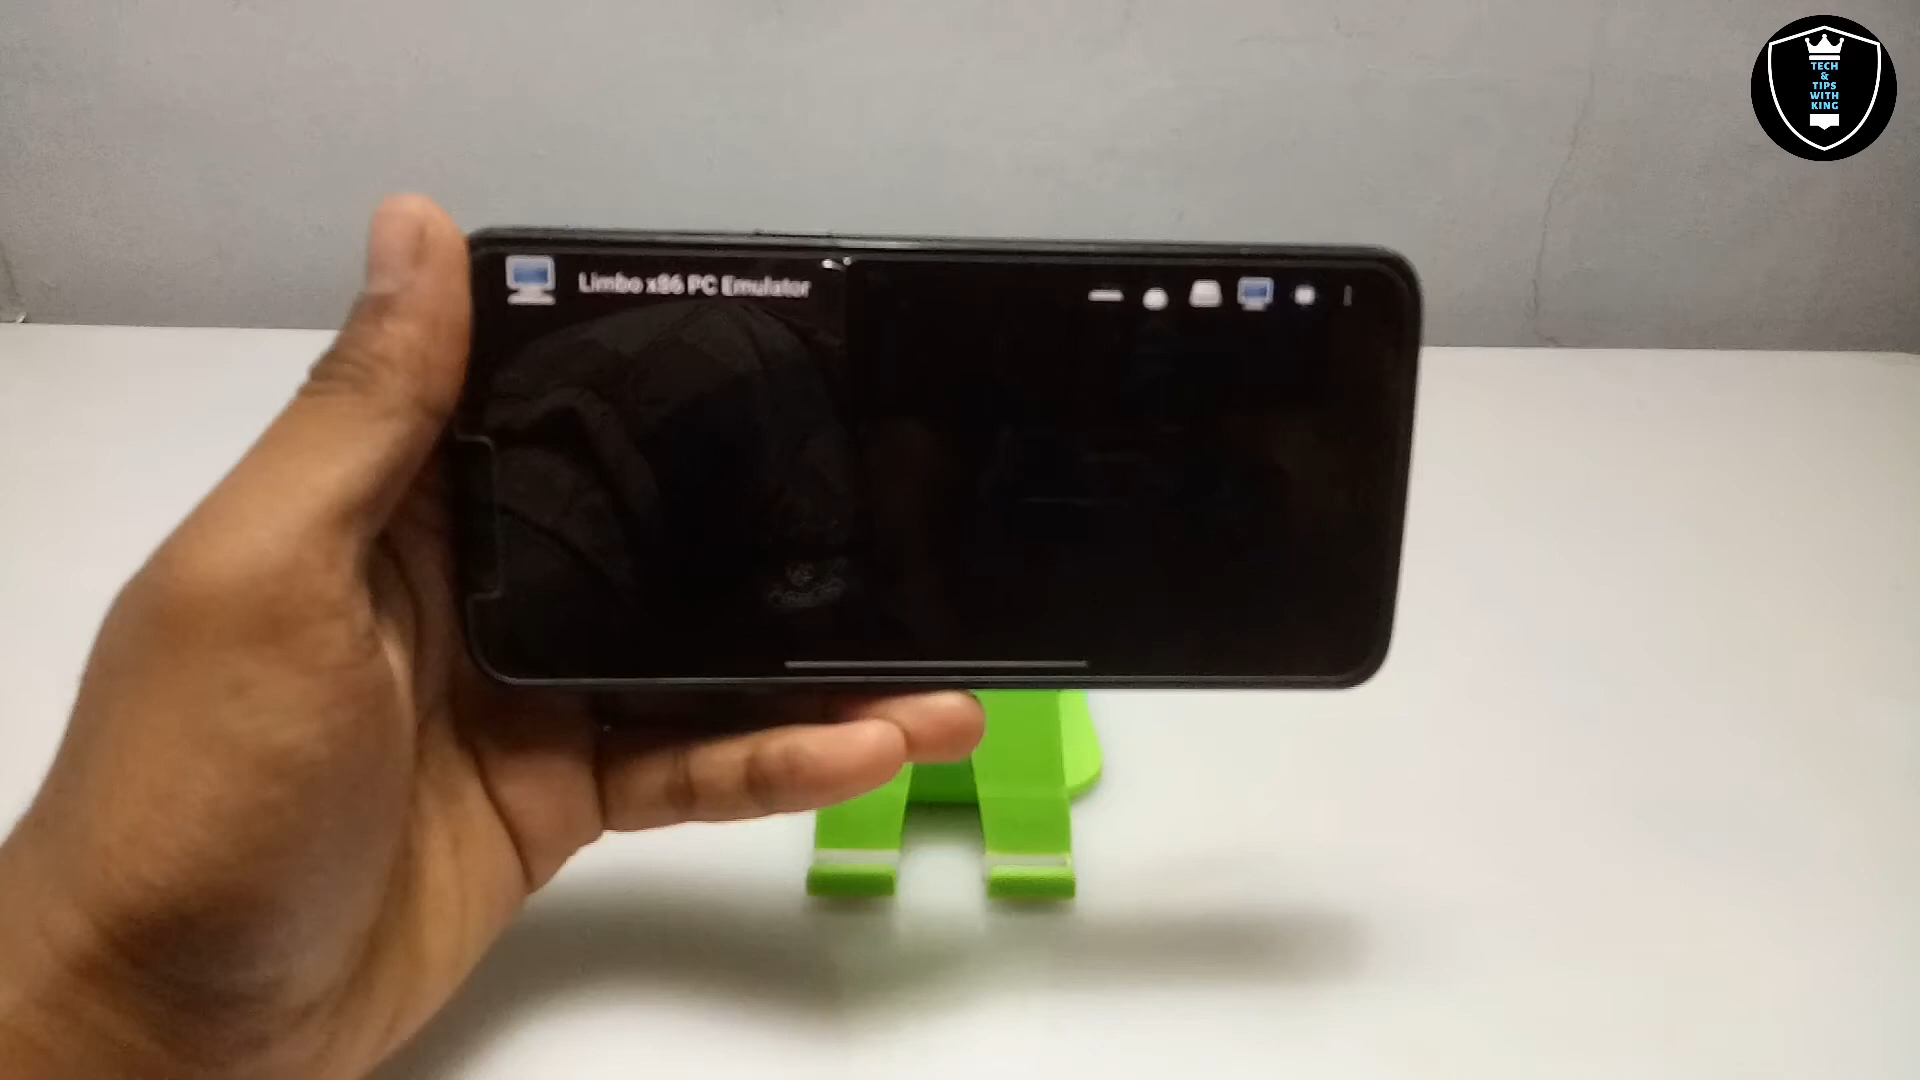 TECH
&
TIPS
WITH
KING
Limbo x86 PC Emulator